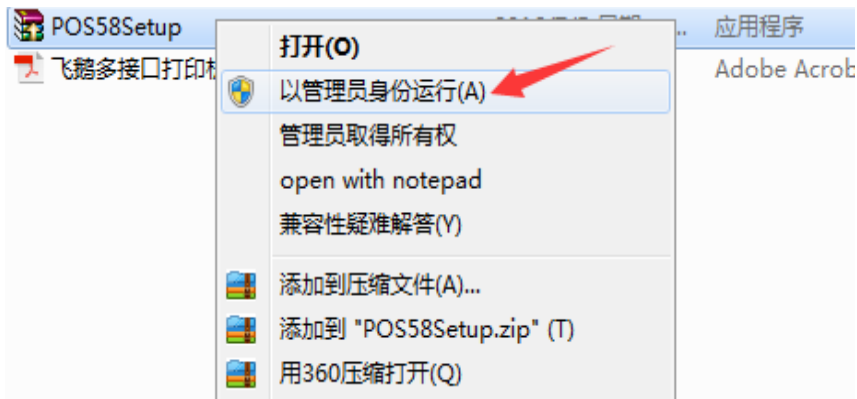 POS58Setup
应用程序
飞鹅多接口打印机
Adobe Acrob
打开(O)
以管理员身份运行(A)
管理员取得所有权
open with notepad
兼容性疑难解答(Y)
添加到压缩文件(A)...
添加到 "POS58Setup.zip" (T)
用360压缩打开(Q)